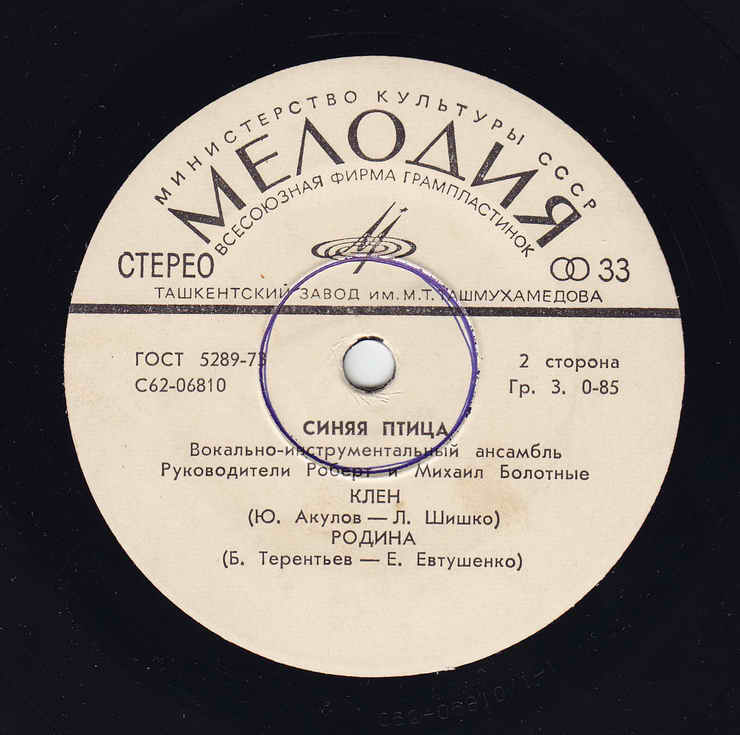 МИНИСТЕРСТВО КУЛЬТУРЫ СССР
МЕЛОДИЯ
ВСЕСОЮЗНАЯ ФИРМА ГРАМПЛАСТИНОК
СТЕРЕО 33
ТАШКЕНТСКИЙ ЗАВОД ИМ. М. Т. ТАШМУХАМЕДОВА
ГОСТ 5289-73 2 сторона
С62-06810 Гр. 3. 0-85
СИНЯЯ ПТИЦА
Вокально-инструментальный ансамбль
Руководители Роберт и Михаил Болотные
КЛЕН
(Ю. Акулов — Л. Шишко)
РОДИНА
(Б. Терентьев — Е. Евтушенко)